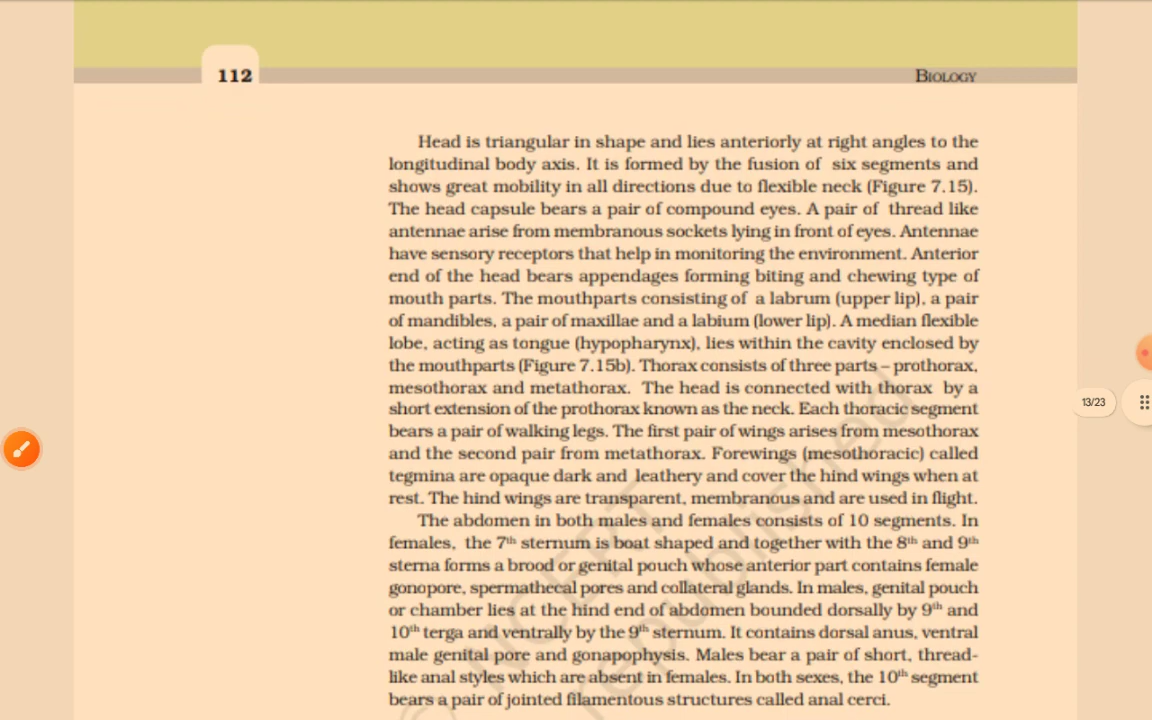 112
BIOLOGY
Head is triangular in shape and lies anteriorly at right angles to the
longitudinal body axis. It is formed by the fusion of six segments and
shows great mobility in all directions due to flexible neck (Figure 7.15).
The head capsule bears a pair of compound eyes. A pair of thread like
antennae arise from membranous sockets lying in front of eyes. Antennae
have sensory receptors that help in monitoring the environment. Anterior
end of the head bears appendages forming biting and chewing type of
mouth parts. The mouthparts consisting of a labrum (upper lip), a pair
of mandibles, a pair of maxillae and a labium (lower lip). A median flexible
lobe, acting as tongue (hypopharynx), lies within the cavity enclosed by
the mouthparts (Figure 7.15b). Thorax consists of three parts – prothorax,
mesothorax and metathorax. The head is connected with thorax by a
short extension of the prothorax known as the neck. Each thoracic segment
bears a pair of walking legs. The first pair of wings arises from mesothorax
and the second pair from metathorax. Forewings (mesothoracic) called
tegmina are opaque dark and leathery and cover the hind wings when at
rest. The hind wings are transparent, membranous and are used in flight.
The abdomen in both males and females consists of 10 segments. In
females, the 7th sternum is boat shaped and together with the 8th and 9th
sterna forms a brood or genital pouch whose anterior part contains female
gonopore, spermathecal pores and collateral glands. In males, genital pouch
or chamber lies at the hind end of abdomen bounded dorsally by 9th and
10th terga and ventrally by the 9th sternum. It contains dorsal anus, ventral
male genital pore and gonapophysis. Males bear a pair of short, thread-
like anal styles which are absent in females. In both sexes, the 10th segment
bears a pair of jointed filamentous structures called anal cerci.
13/23
© NCERT
republished